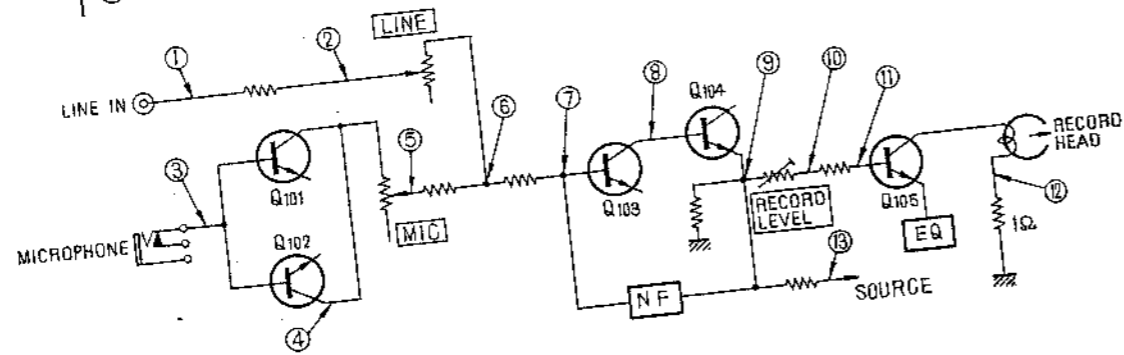 LINE
① ② ⑤ ⑥ ⑦ ⑧ ⑨ ⑩ ⑪
LINE IN
Q104
③
Q101
Q103
RECORD LEVEL
Q105
RECORD HEAD
⑫
MIC
EQ
1Ω
MICROPHONE
Q102
⑬
NF
SOURCE
④